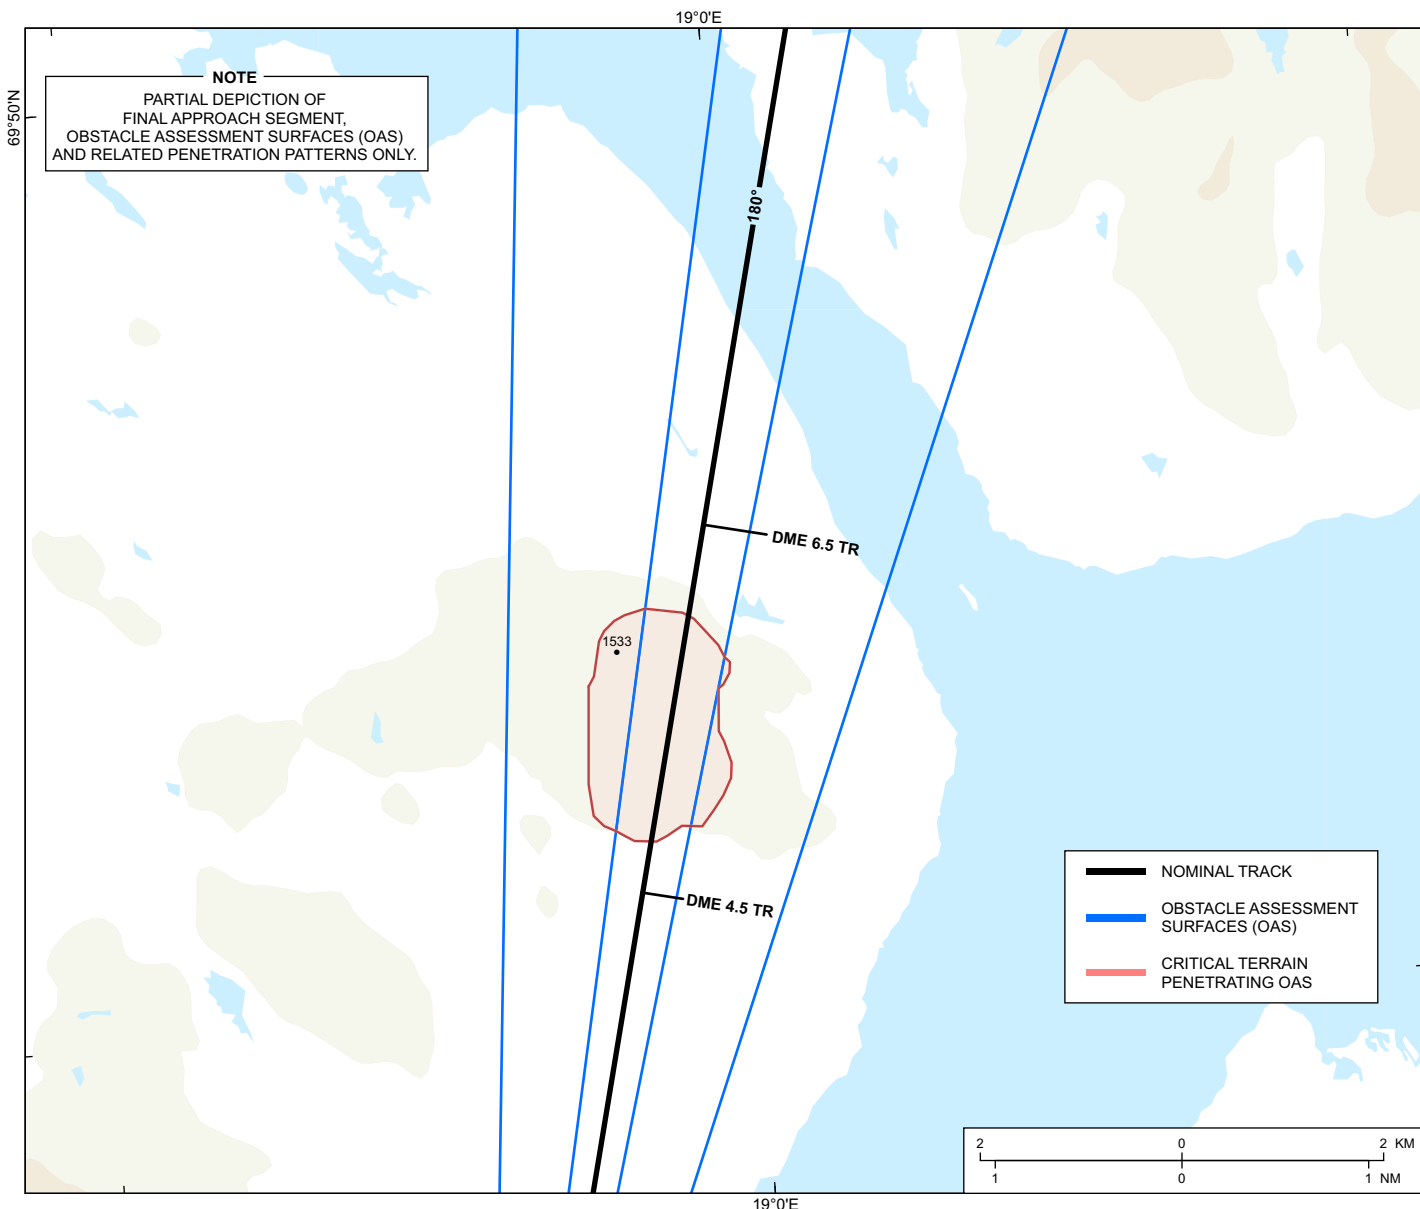 19°0'E
69°50'N
NOTE
PARTIAL DEPICTION OF
FINAL APPROACH SEGMENT,
OBSTACLE ASSESSMENT SURFACES (OAS)
AND RELATED PENETRATION PATTERNS ONLY.
180°
DME 6.5 TR
1533
DME 4.5 TR
NOMINAL TRACK
OBSTACLE ASSESSMENT
SURFACES (OAS)
CRITICAL TERRAIN
PENETRATING OAS
2 0 2 KM
1 0 1 NM
19°0'E